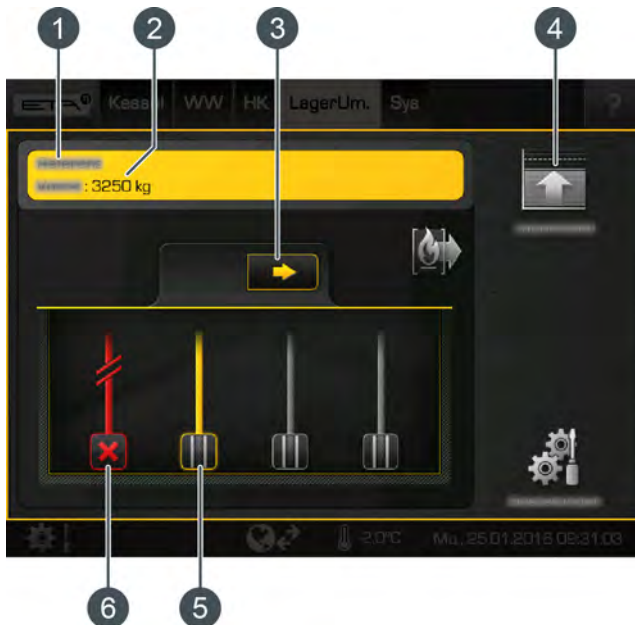 1 2 3 4
ETA Kessel WW HK LagerUm. Sys ?
: 3250 kg
-2,0°C Mo., 25.01.2016 09:31:03
6 5